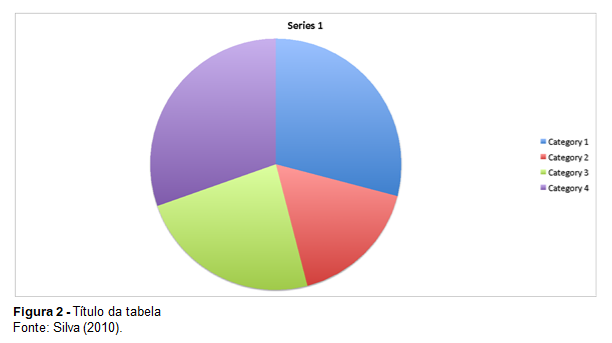 Series 1
Category 1
Category 2
Category 3
Category 4
Figura 2 - Título da tabela
Fonte: Silva (2010).